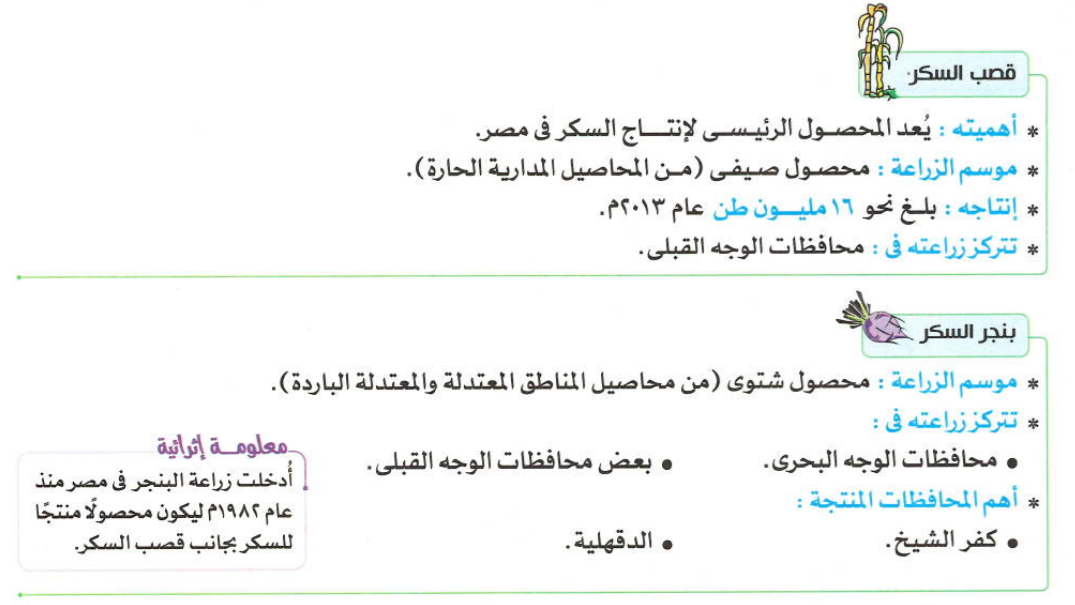 قصب السكر
* أهميته : يُعد المحصول الرئيسى لإنتاج السكر فى مصر.
* موسم الزراعة : محصول صيفى (من المحاصيل المدارية الحارة).
* إنتاجه : بلغ نحو ١٦ مليون طن عام ٢٠١٣م.
* تتركز زراعته فى : محافظات الوجه القبلى.
بنجر السكر
* موسم الزراعة : محصول شتوى (من محاصيل المناطق المعتدلة والمعتدلة الباردة).
* تتركز زراعته فى :
• محافظات الوجه البحرى. • بعض محافظات الوجه القبلى.
* أهم المحافظات المنتجة :
• كفر الشيخ. • الدقهلية.
معلومة إثرائية
أُدخلت زراعة البنجر فى مصر منذ
عام ١٩٨٢م ليكون محصولًا منتجًا
للسكر بجانب قصب السكر.